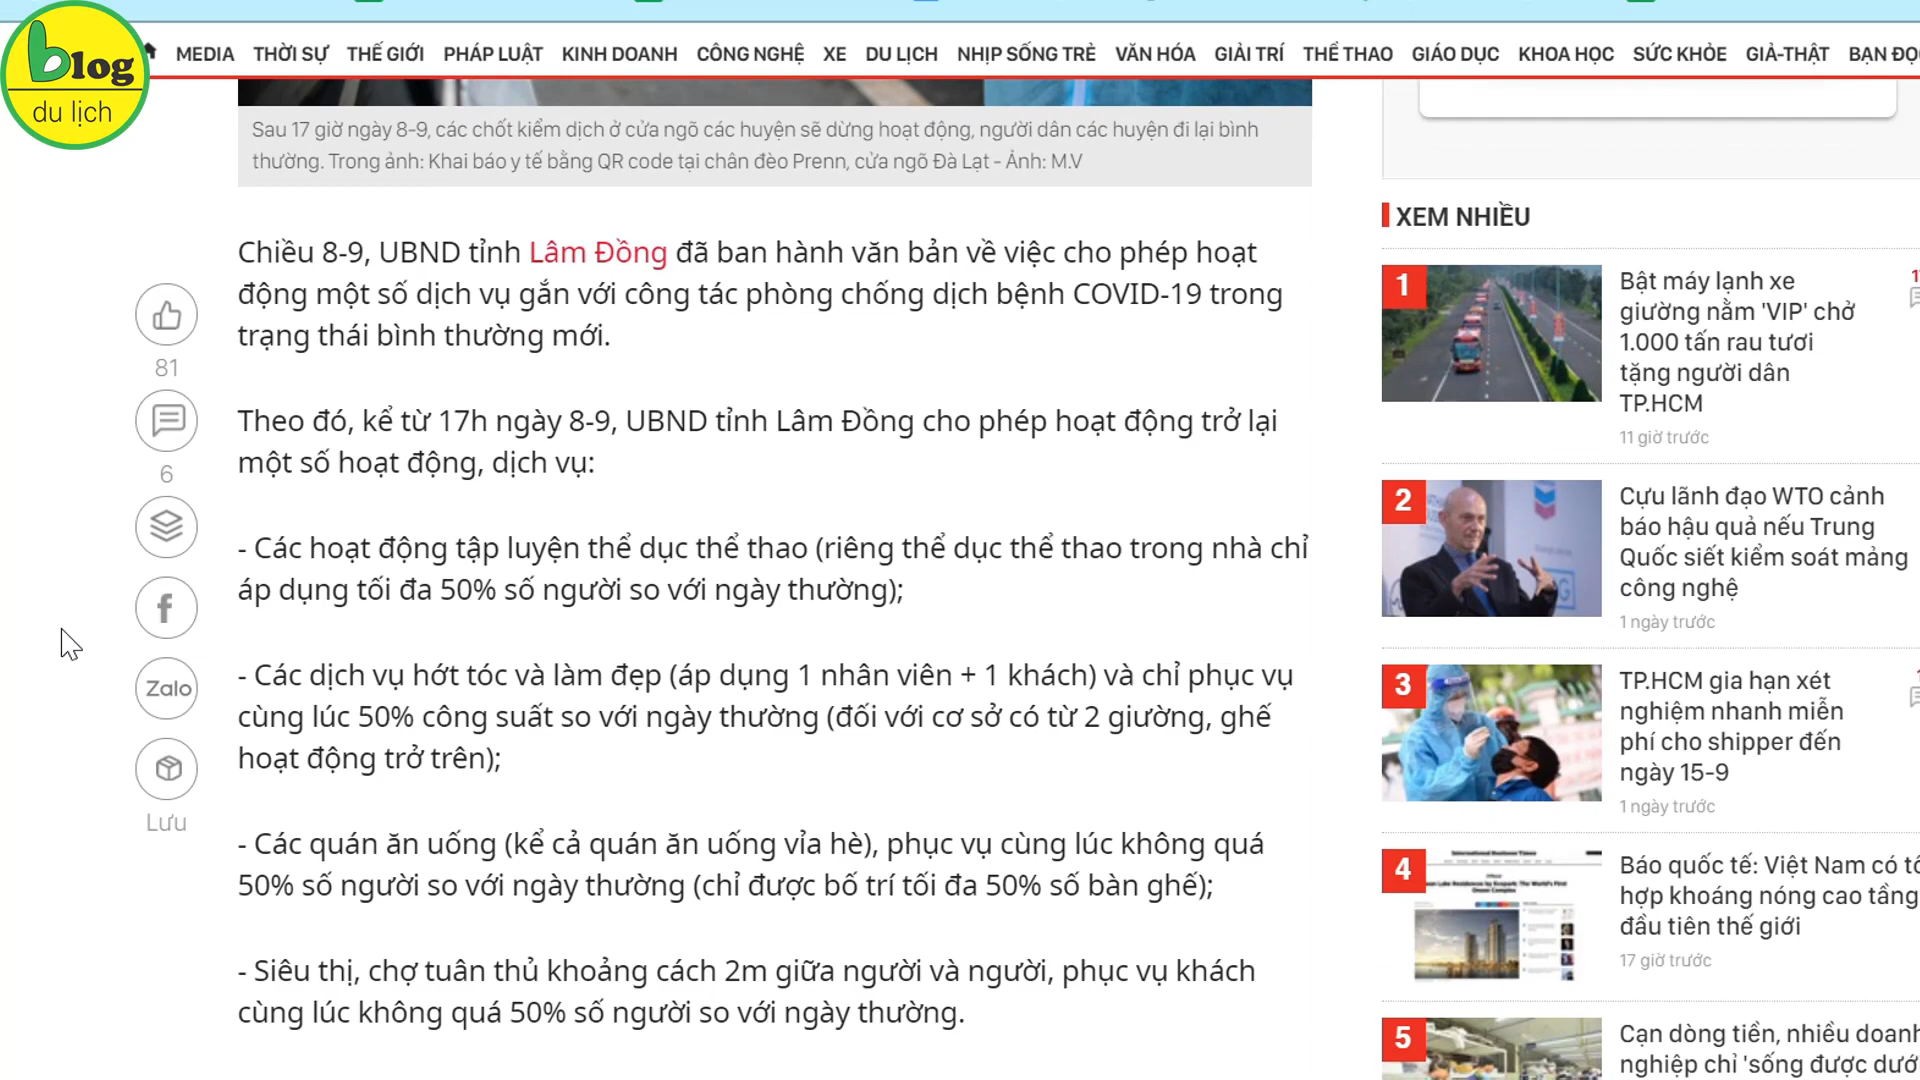 blog
du lịch
MEDIA THỜI SỰ THẾ GIỚI PHÁP LUẬT KINH DOANH CÔNG NGHỆ XE DU LỊCH NHỊP SỐNG TRẺ VĂN HÓA GIẢI TRÍ THỂ THAO GIÁO DỤC KHOA HỌC SỨC KHỎE GIẢ-THẬT BẠN ĐỌC
Sau 17 giờ ngày 8-9, các chốt kiểm dịch ở cửa ngõ các huyện sẽ dừng hoạt động, người dân các huyện đi lại bình
thường. Trong ảnh: Khai báo y tế bằng QR code tại chân đèo Prenn, cửa ngõ Đà Lạt - Ảnh: M.V
Chiều 8-9, UBND tỉnh Lâm Đồng đã ban hành văn bản về việc cho phép hoạt
động một số dịch vụ gắn với công tác phòng chống dịch bệnh COVID-19 trong
trạng thái bình thường mới.
81
6
Zalo
Lưu
Theo đó, kể từ 17h ngày 8-9, UBND tỉnh Lâm Đồng cho phép hoạt động trở lại
một số hoạt động, dịch vụ:
- Các hoạt động tập luyện thể dục thể thao (riêng thể dục thể thao trong nhà chỉ
áp dụng tối đa 50% số người so với ngày thường);
- Các dịch vụ hớt tóc và làm đẹp (áp dụng 1 nhân viên + 1 khách) và chỉ phục vụ
cùng lúc 50% công suất so với ngày thường (đối với cơ sở có từ 2 giường, ghế
hoạt động trở trên);
- Các quán ăn uống (kể cả quán ăn uống vỉa hè), phục vụ cùng lúc không quá
50% số người so với ngày thường (chỉ được bố trí tối đa 50% số bàn ghế);
- Siêu thị, chợ tuân thủ khoảng cách 2m giữa người và người, phục vụ khách
cùng lúc không quá 50% số người so với ngày thường.
XEM NHIỀU
1
Bật máy lạnh xe
giường nằm 'VIP' chở
1.000 tấn rau tươi
tặng người dân
TP.HCM
11 giờ trước
2
Cựu lãnh đạo WTO cảnh
báo hậu quả nếu Trung
Quốc siết kiểm soát mảng
công nghệ
1 ngày trước
3
TP.HCM gia hạn xét
nghiệm nhanh miễn
phí cho shipper đến
ngày 15-9
1 ngày trước
4
Báo quốc tế: Việt Nam có tổ
hợp khoáng nóng cao tầng
đầu tiên thế giới
17 giờ trước
5
Cạn dòng tiền, nhiều doanh
nghiệp chỉ 'sống được dưới